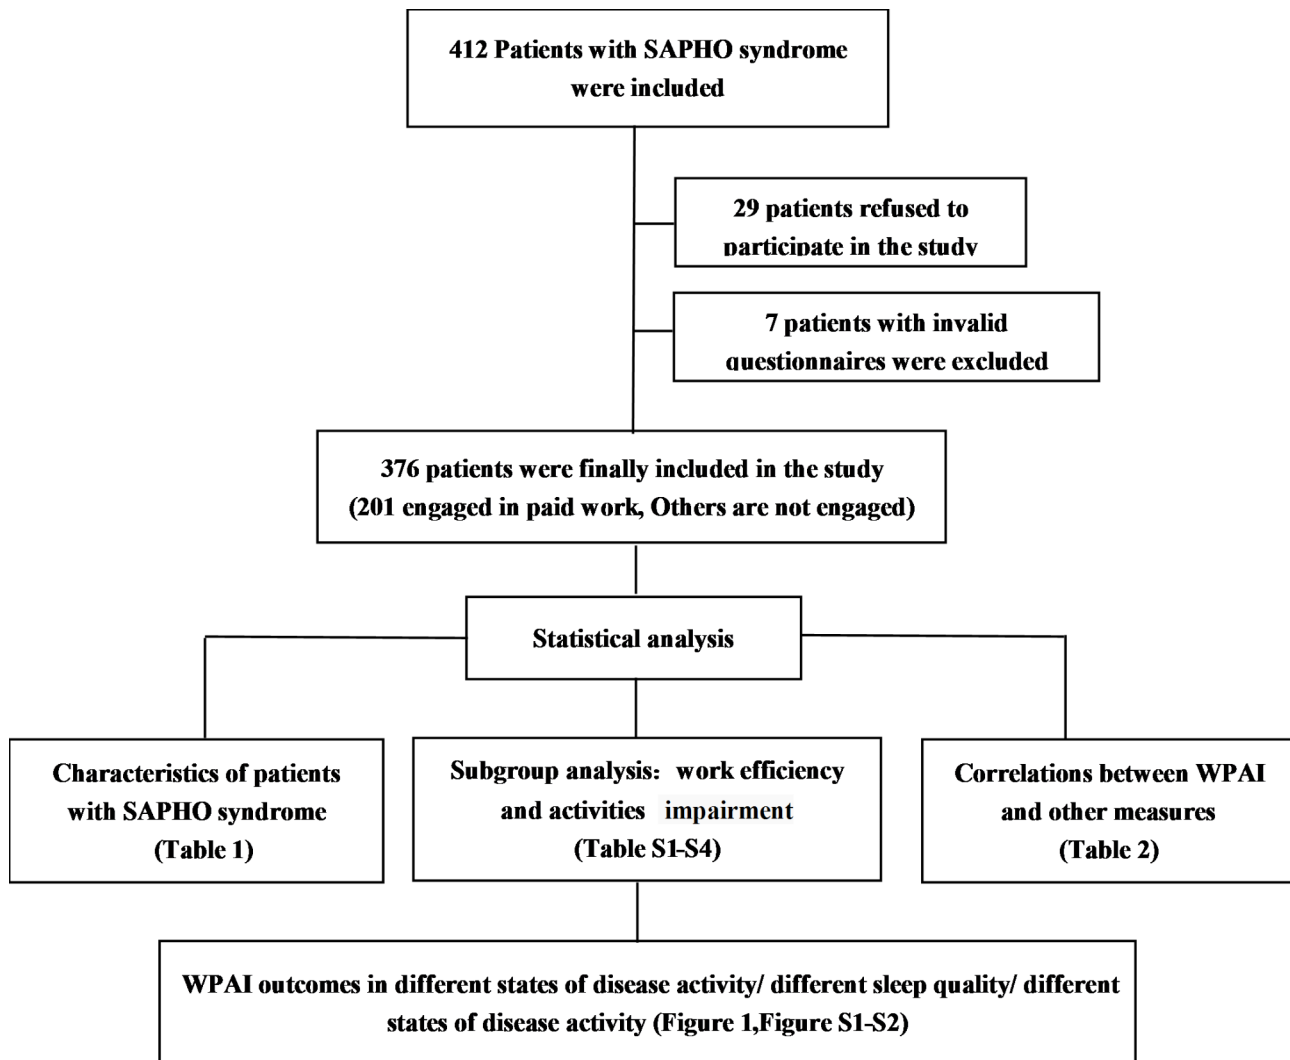 412 Patients with SAPHO syndrome
were included
29 patients refused to
participate in the study
7 patients with invalid
questionnaires were excluded
376 patients were finally included in the study
(201 engaged in paid work, Others are not engaged)
Statistical analysis
Characteristics of patients
with SAPHO syndrome
(Table 1)
Subgroup analysis: work efficiency
and activities impairment
(Table S1-S4)
Correlations between WPAI
and other measures
(Table 2)
WPAI outcomes in different states of disease activity/ different sleep quality/ different
states of disease activity (Figure 1,Figure S1-S2)